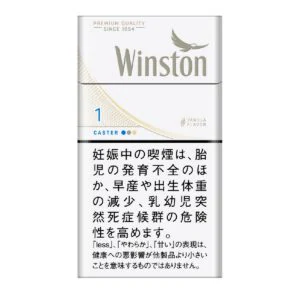 PREMIUM QUALITY
SINCE 1954
Winston
1
VANILLA
FLAVOR
CASTER
妊娠中の喫煙は、胎
児の発育不全のほ
か、早産や出生体重
の減少、乳幼児突
然死症候群の危険
性を高めます。
「less」、「やわらか」、「甘い」の表現は、
健康への悪影響が他製品より小さい
ことを意味するものではありません。